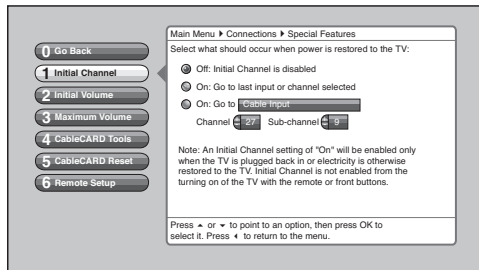 Main Menu ▸ Connections ▸ Special Features
0 Go Back
1 Initial Channel
2 Initial Volume
3 Maximum Volume
4 CableCARD Tools
5 CableCARD Reset
6 Remote Setup
Select what should occur when power is restored to the TV:
Off: Initial Channel is disabled
On: Go to last input or channel selected
On: Go to Cable Input
Channel 27 Sub-channel 9
Note: An Initial Channel setting of "On" will be enabled only
when the TV is plugged back in or electricity is otherwise
restored to the TV. Initial Channel is not enabled from the
turning on of the TV with the remote or front buttons.
Press ▴ or ▾ to point to an option, then press OK to
select it. Press ◂ to return to the menu.